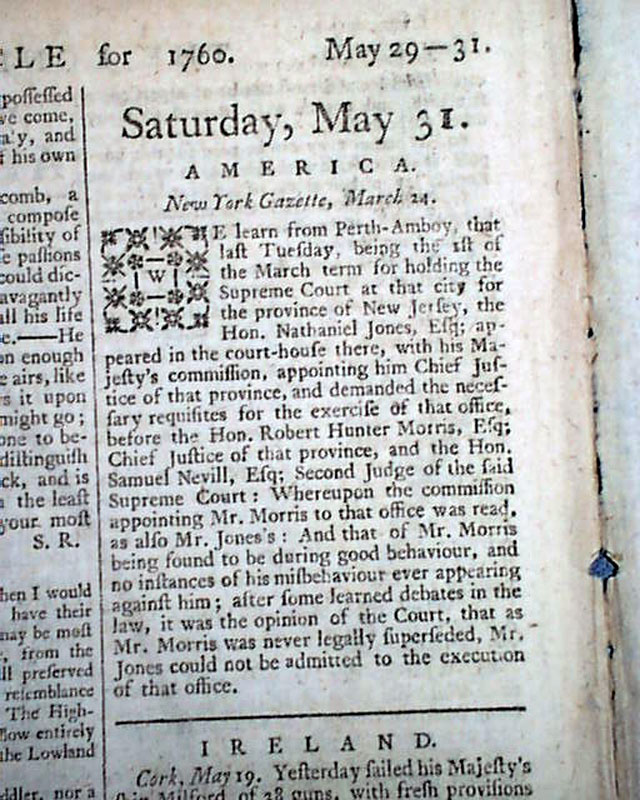 LE for 1760. May 29—31.
poſſeſſed
ve come,
a'y, and
f his own
comb, a
compoſe
ſibility of
e paſſions
could dic-
avagantly
all his life
e.——He
on enough
e airs, like
s it upon
might go;
one to be-
diſtinguiſh
ck, and is
the leaſt
your moſt
S. R.
hen I would
have their
may be moſt
, from the
ll preſerved
reſemblance
The High-
flow entirely
the Lowland
ddler, nor a
Saturday, May 31.
AMERICA.
New York Gazette, March 24.
WE learn from Perth-Amboy, that
laſt Tueſday, being the 1ſt of
the March term for holding the
Supreme Court at that city for
the province of New Jerſey, the
Hon. Nathaniel Jones, Eſq; ap-
peared in the court-houſe there, with his Ma-
jeſty's commiſſion, appointing him Chief Juſ-
tice of that province, and demanded the neceſ-
ſary requiſites for the exerciſe of that office,
before the Hon. Robert Hunter Morris, Eſq;
Chief Juſtice of that province, and the Hon.
Samuel Nevill, Eſq; Second Judge of the ſaid
Supreme Court: Whereupon the commiſſion
appointing Mr. Morris to that office was read,
as alſo Mr. Jones's: And that of Mr. Morris
being found to be during good behaviour, and
no inſtances of his miſbehaviour ever appearing
againſt him; after ſome learned debates in the
law, it was the opinion of the Court, that as
Mr. Morris was never legally ſuperſeded, Mr.
Jones could not be admitted to the execution
of that office.
IRELAND.
Cork, May 19. Yeſterday ſailed his Majeſty's
Milford, of 28 guns, with freſh proviſions